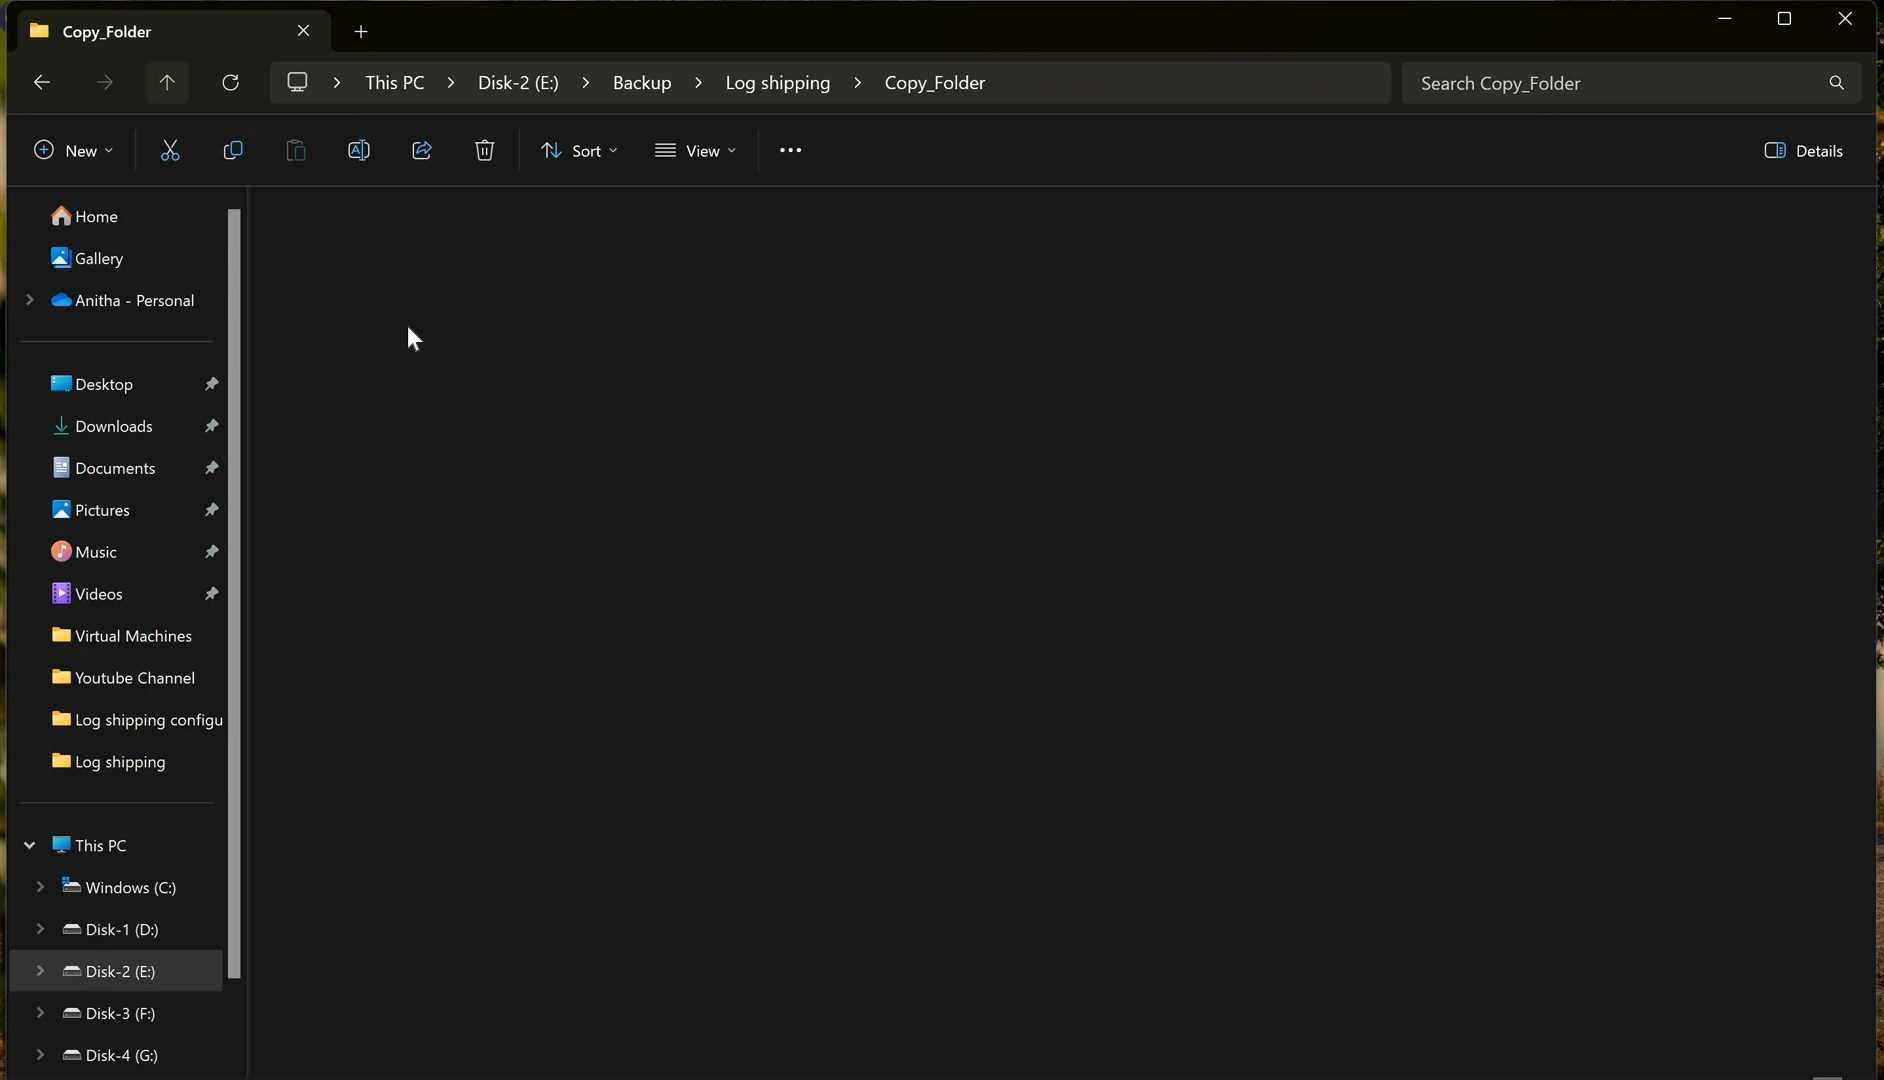 Copy_Folder
This PC Disk-2 (E:) Backup Log shipping Copy_Folder
Search Copy_Folder
New
Sort
View
Details
Home
Gallery
Anitha - Personal
Desktop
Downloads
Documents
Pictures
Music
Videos
Virtual Machines
Youtube Channel
Log shipping configu
Log shipping
This PC
Windows (C:)
Disk-1 (D:)
Disk-2 (E:)
Disk-3 (F:)
Disk-4 (G:)